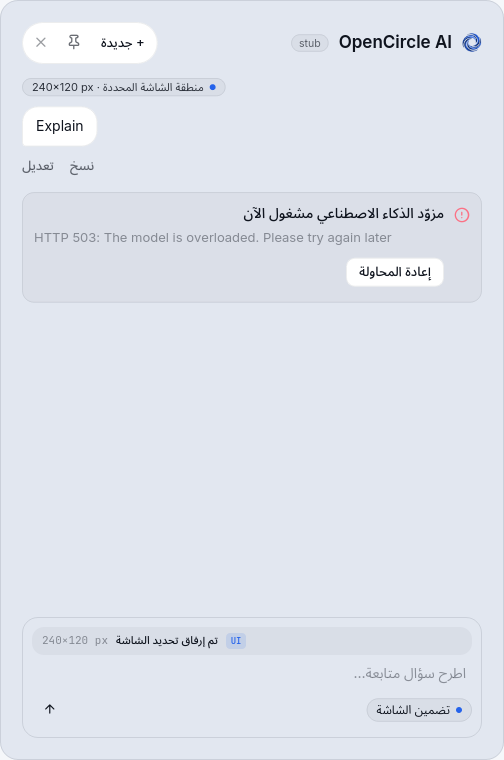 OpenCircle AI stub + جديدة
منطقة الشاشة المحددة · 240×120 px
Explain
نسخ تعديل
مزوّد الذكاء الاصطناعي مشغول الآن
HTTP 503: The model is overloaded. Please try again later
إعادة المحاولة
UI تم إرفاق تحديد الشاشة 240×120 px
اطرح سؤال متابعة...
تضمين الشاشة